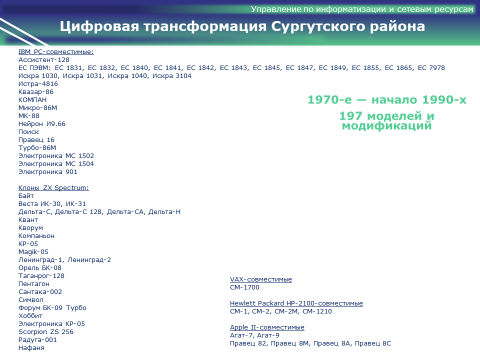 Управление по информатизации и сетевым ресурсам
Цифровая трансформация Сургутского района
IBM PC-совместимые:
Ассистент-128
ЕС ПЭВМ: ЕС 1831, ЕС 1832, ЕС 1840, ЕС 1841, ЕС 1842, ЕС 1843, ЕС 1845, ЕС 1847, ЕС 1849, ЕС 1855, ЕС 1865, ЕС 7978
Искра 1030, Искра 1031, Искра 1040, Искра 3104
Истра-4816
Квазар-86
КОМПАН
Микро-86М
МК-88
Нейрон И9.66
Поиск
Правец 16
Турбо-86М
Электроника МС 1502
Электроника МС 1504
Электроника 901
1970-е — начало 1990-х
197 моделей и
модификаций
Клоны ZX Spectrum:
Байт
Веста ИК-30, ИК-31
Дельта-С, Дельта-С 128, Дельта-СА, Дельта-Н
Квант
Кворум
Компаньон
КР-05
Magik-05
Ленинград-1, Ленинград-2
Орель БК-08
Таганрог-128
Пентагон
Сантака-002
Символ
Форум БК-09 Турбо
Хоббит
Электроника КР-05
Scorpion ZS 256
Радуга-001
Нафаня
VAX-совместимые
СМ-1700
Hewlett Packard HP-2100-совместимые
СМ-1, СМ-2, СМ-2М, СМ-1210
Apple II-совместимые
Агат-7, Агат-9
Правец 82, Правец 8М, Правец 8А, Правец 8С